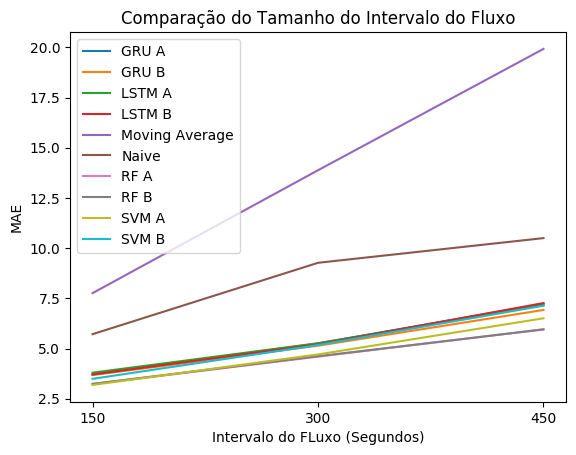 Comparação do Tamanho do Intervalo do Fluxo
20.0
17.5
15.0
12.5
10.0
7.5
5.0
2.5
MAE
GRU A
GRU B
LSTM A
LSTM B
Moving Average
Naive
RF A
RF B
SVM A
SVM B
150
300
450
Intervalo do FLuxo (Segundos)